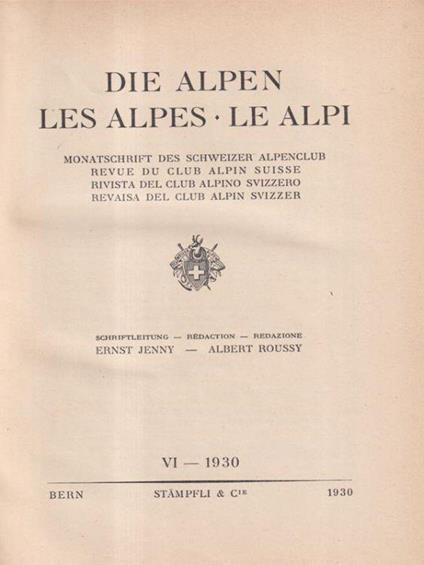 DIE ALPEN
LES ALPES · LE ALPI
MONATSCHRIFT DES SCHWEIZER ALPENCLUB
REVUE DU CLUB ALPIN SUISSE
RIVISTA DEL CLUB ALPINO SVIZZERO
REVAISA DEL CLUB ALPIN SVIZZER
SCHRIFTLEITUNG — RÉDACTION — REDAZIONE
ERNST JENNY — ALBERT ROUSSY
VI — 1930
BERN STÄMPFLI & CIE 1930